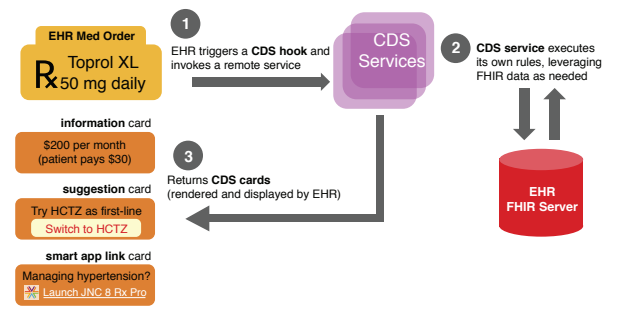 EHR Med Order
Rx
Toprol XL
50 mg daily
1
EHR triggers a CDS hook and
invokes a remote service
CDS
Services
2
CDS service executes
its own rules, leveraging
FHIR data as needed
EHR
FHIR Server
3
Returns CDS cards
(rendered and displayed by EHR)
information card
$200 per month
(patient pays $30)
suggestion card
Try HCTZ as first-line
Switch to HCTZ
smart app link card
Managing hypertension?
Launch JNC 8 Rx Pro